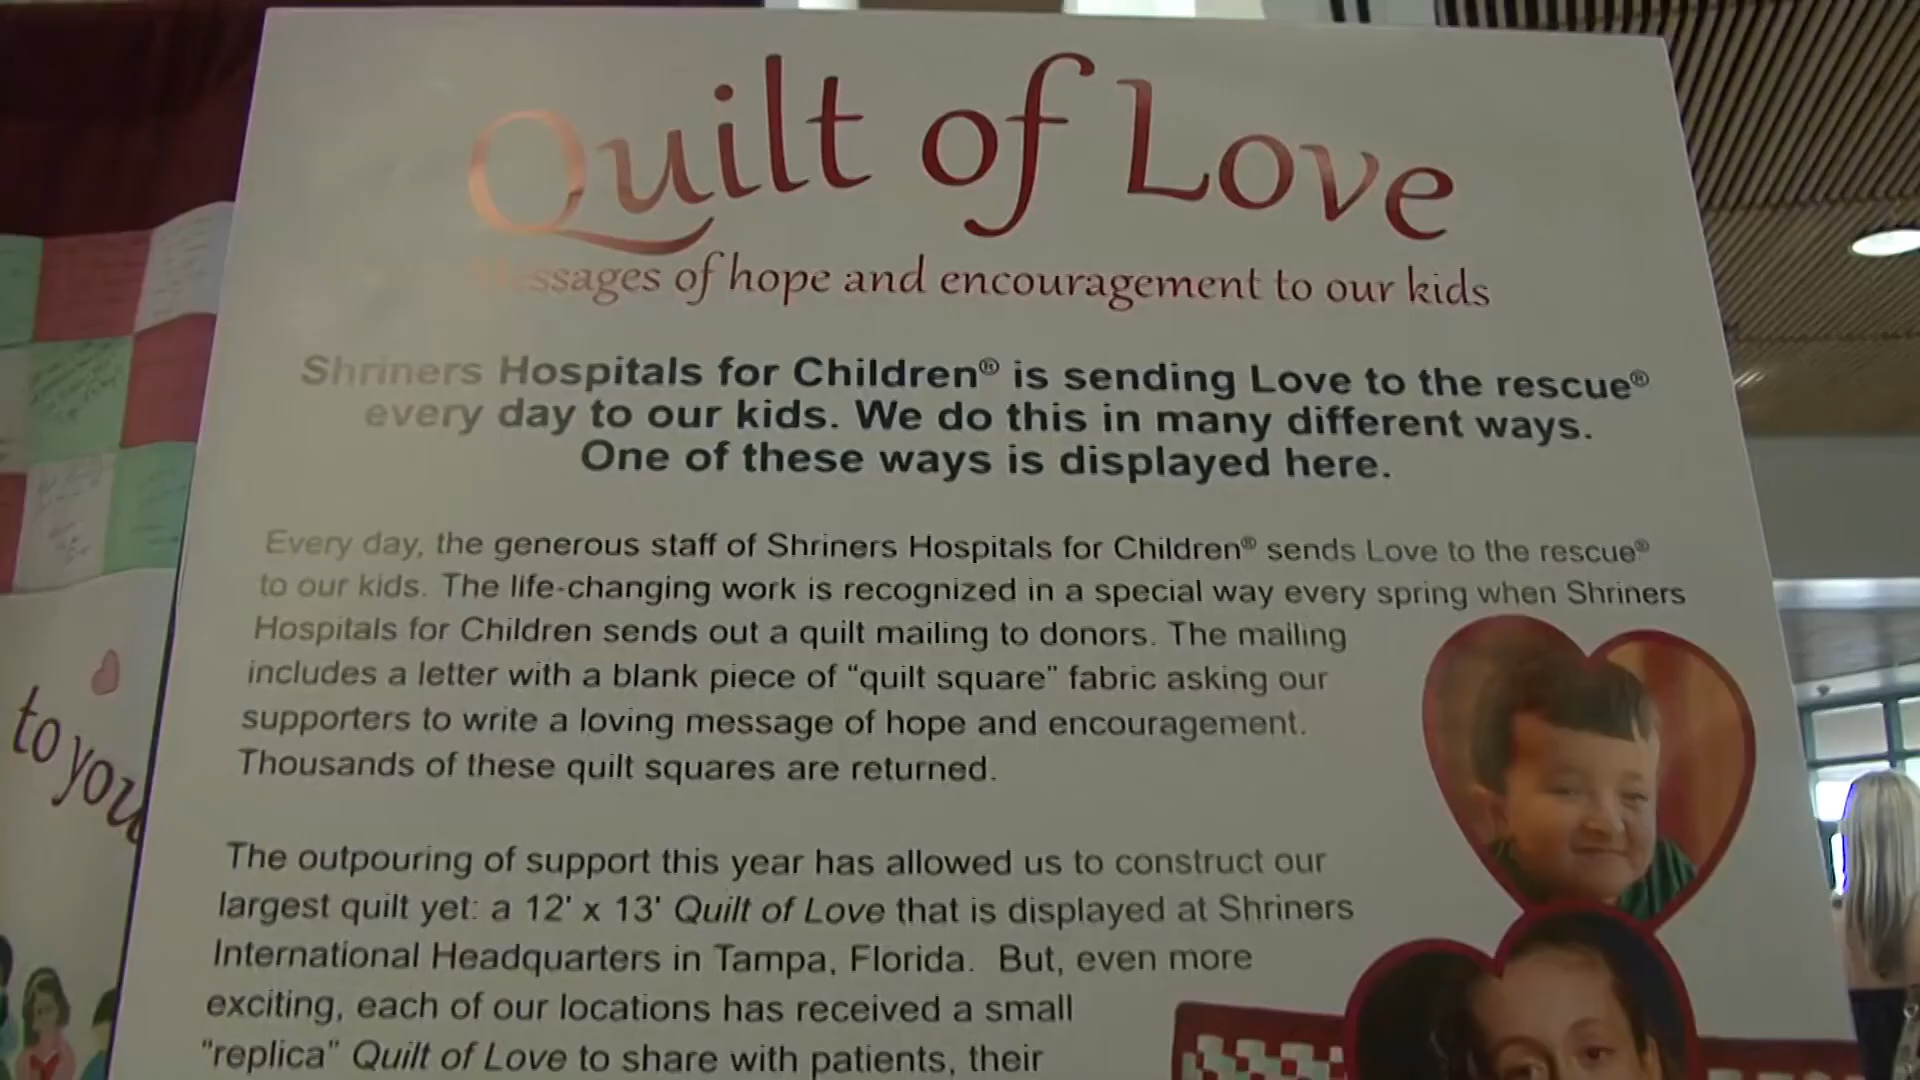 Quilt of Love
Messages of hope and encouragement to our kids
Shriners Hospitals for Children® is sending Love to the rescue®
every day to our kids. We do this in many different ways.
One of these ways is displayed here.
Every day, the generous staff of Shriners Hospitals for Children® sends Love to the rescue®
to our kids. The life-changing work is recognized in a special way every spring when Shriners
Hospitals for Children sends out a quilt mailing to donors. The mailing
includes a letter with a blank piece of “quilt square” fabric asking our
supporters to write a loving message of hope and encouragement.
Thousands of these quilt squares are returned.
The outpouring of support this year has allowed us to construct our
largest quilt yet: a 12' x 13' Quilt of Love that is displayed at Shriners
International Headquarters in Tampa, Florida. But, even more
exciting, each of our locations has received a small
"replica" Quilt of Love to share with patients, their
to you